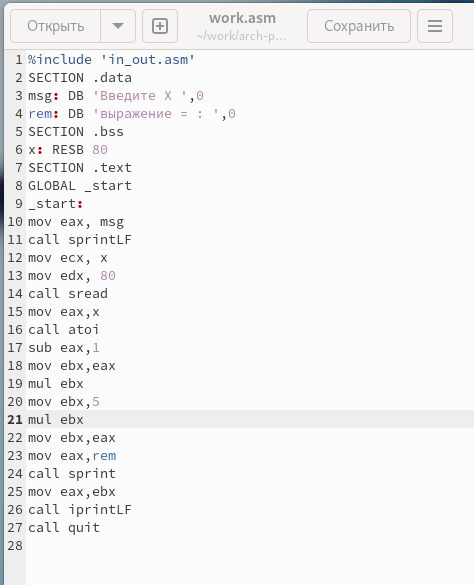 Открыть work.asm Сохранить
~/work/arch-p...
1 %include 'in_out.asm'
2 SECTION .data
3 msg: DB 'Введите X ',0
4 rem: DB 'выражение = : ',0
5 SECTION .bss
6 x: RESB 80
7 SECTION .text
8 GLOBAL _start
9 _start:
10 mov eax, msg
11 call sprintLF
12 mov ecx, x
13 mov edx, 80
14 call sread
15 mov eax,x
16 call atoi
17 sub eax,1
18 mov ebx,eax
19 mul ebx
20 mov ebx,5
21 mul ebx
22 mov ebx,eax
23 mov eax,rem
24 call sprint
25 mov eax,ebx
26 call iprintLF
27 call quit
28